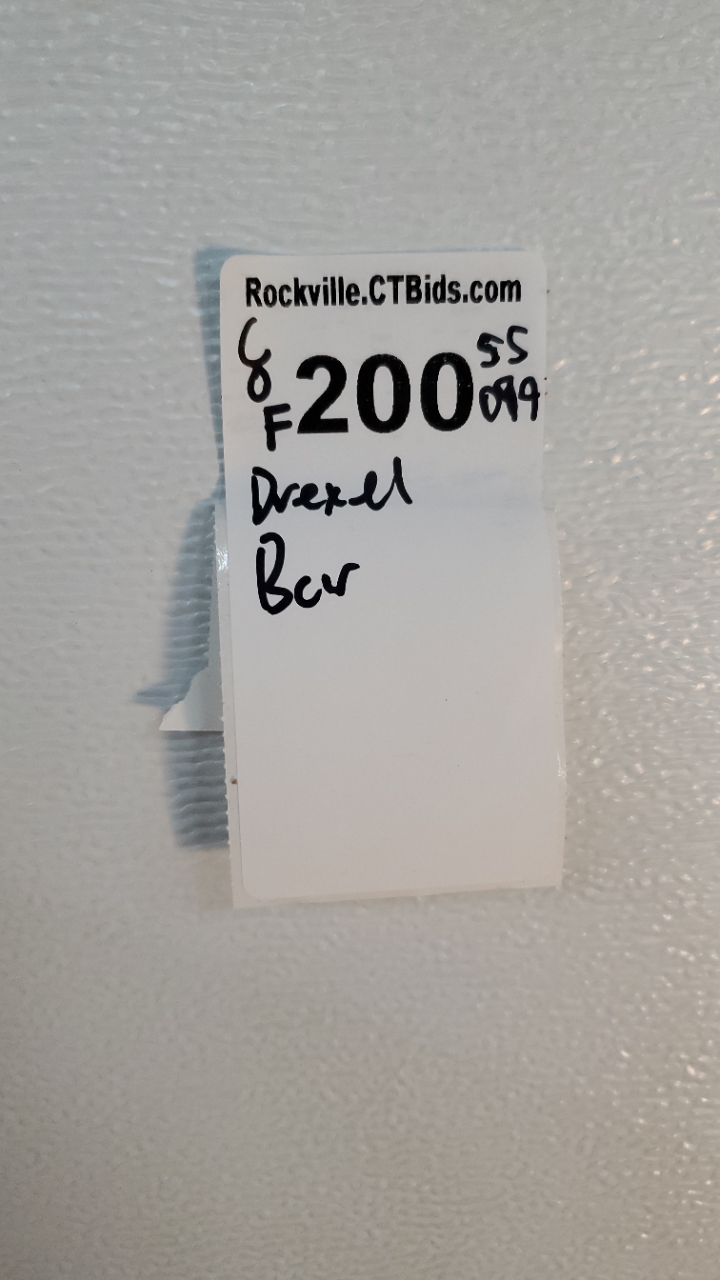 Rockville.CTBids.com
8
55
F200
099
Drexel
Bar